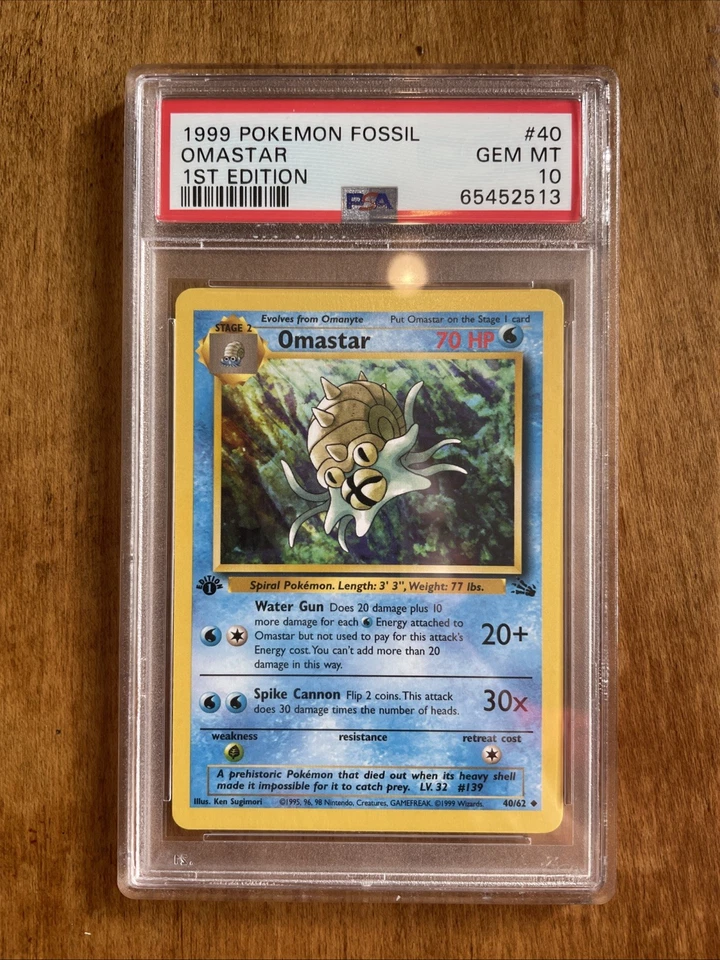 1999 POKEMON FOSSIL #40
OMASTAR GEM MT
1ST EDITION 10
PSA 65452513
Evolves from Omanyte Put Omastar on the Stage 1 card
STAGE 2
Omastar 70 HP
EDITION
1
Spiral Pokémon. Length: 3' 3", Weight: 77 lbs.
Water Gun Does 20 damage plus 10
more damage for each Energy attached to
Omastar but not used to pay for this attack's
Energy cost. You can't add more than 20
damage in this way.
20+
Spike Cannon Flip 2 coins. This attack
does 30 damage times the number of heads.
30x
weakness resistance retreat cost
A prehistoric Pokémon that died out when its heavy shell
made it impossible for it to catch prey. LV. 32 #139
Illus. Ken Sugimori ©1995, 96, 98 Nintendo, Creatures, GAMEFREAK. ©1999 Wizards. 40/62